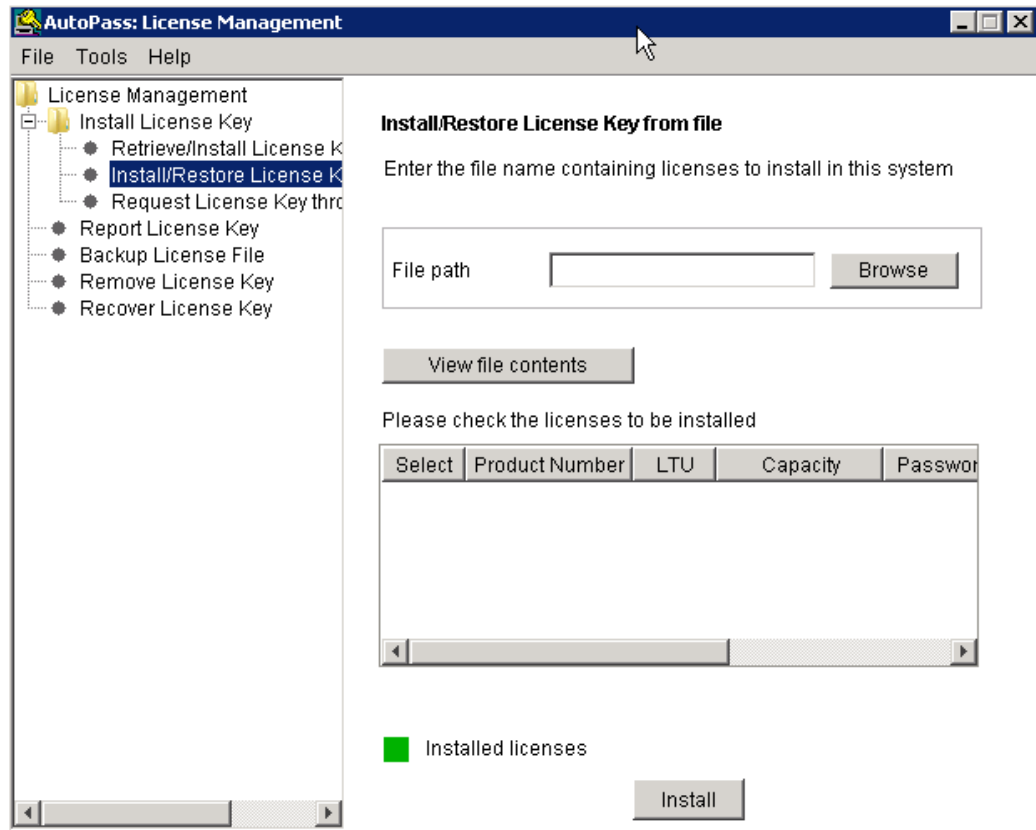 AutoPass: License Management
File Tools Help
License Management
Install License Key
Retrieve/Install License K
Install/Restore License K
Request License Key thro
Report License Key
Backup License File
Remove License Key
Recover License Key
Install/Restore License Key from file
Enter the file name containing licenses to install in this system
File path
Browse
View file contents
Please check the licenses to be installed
Select Product Number LTU Capacity Passwor
Installed licenses
Install